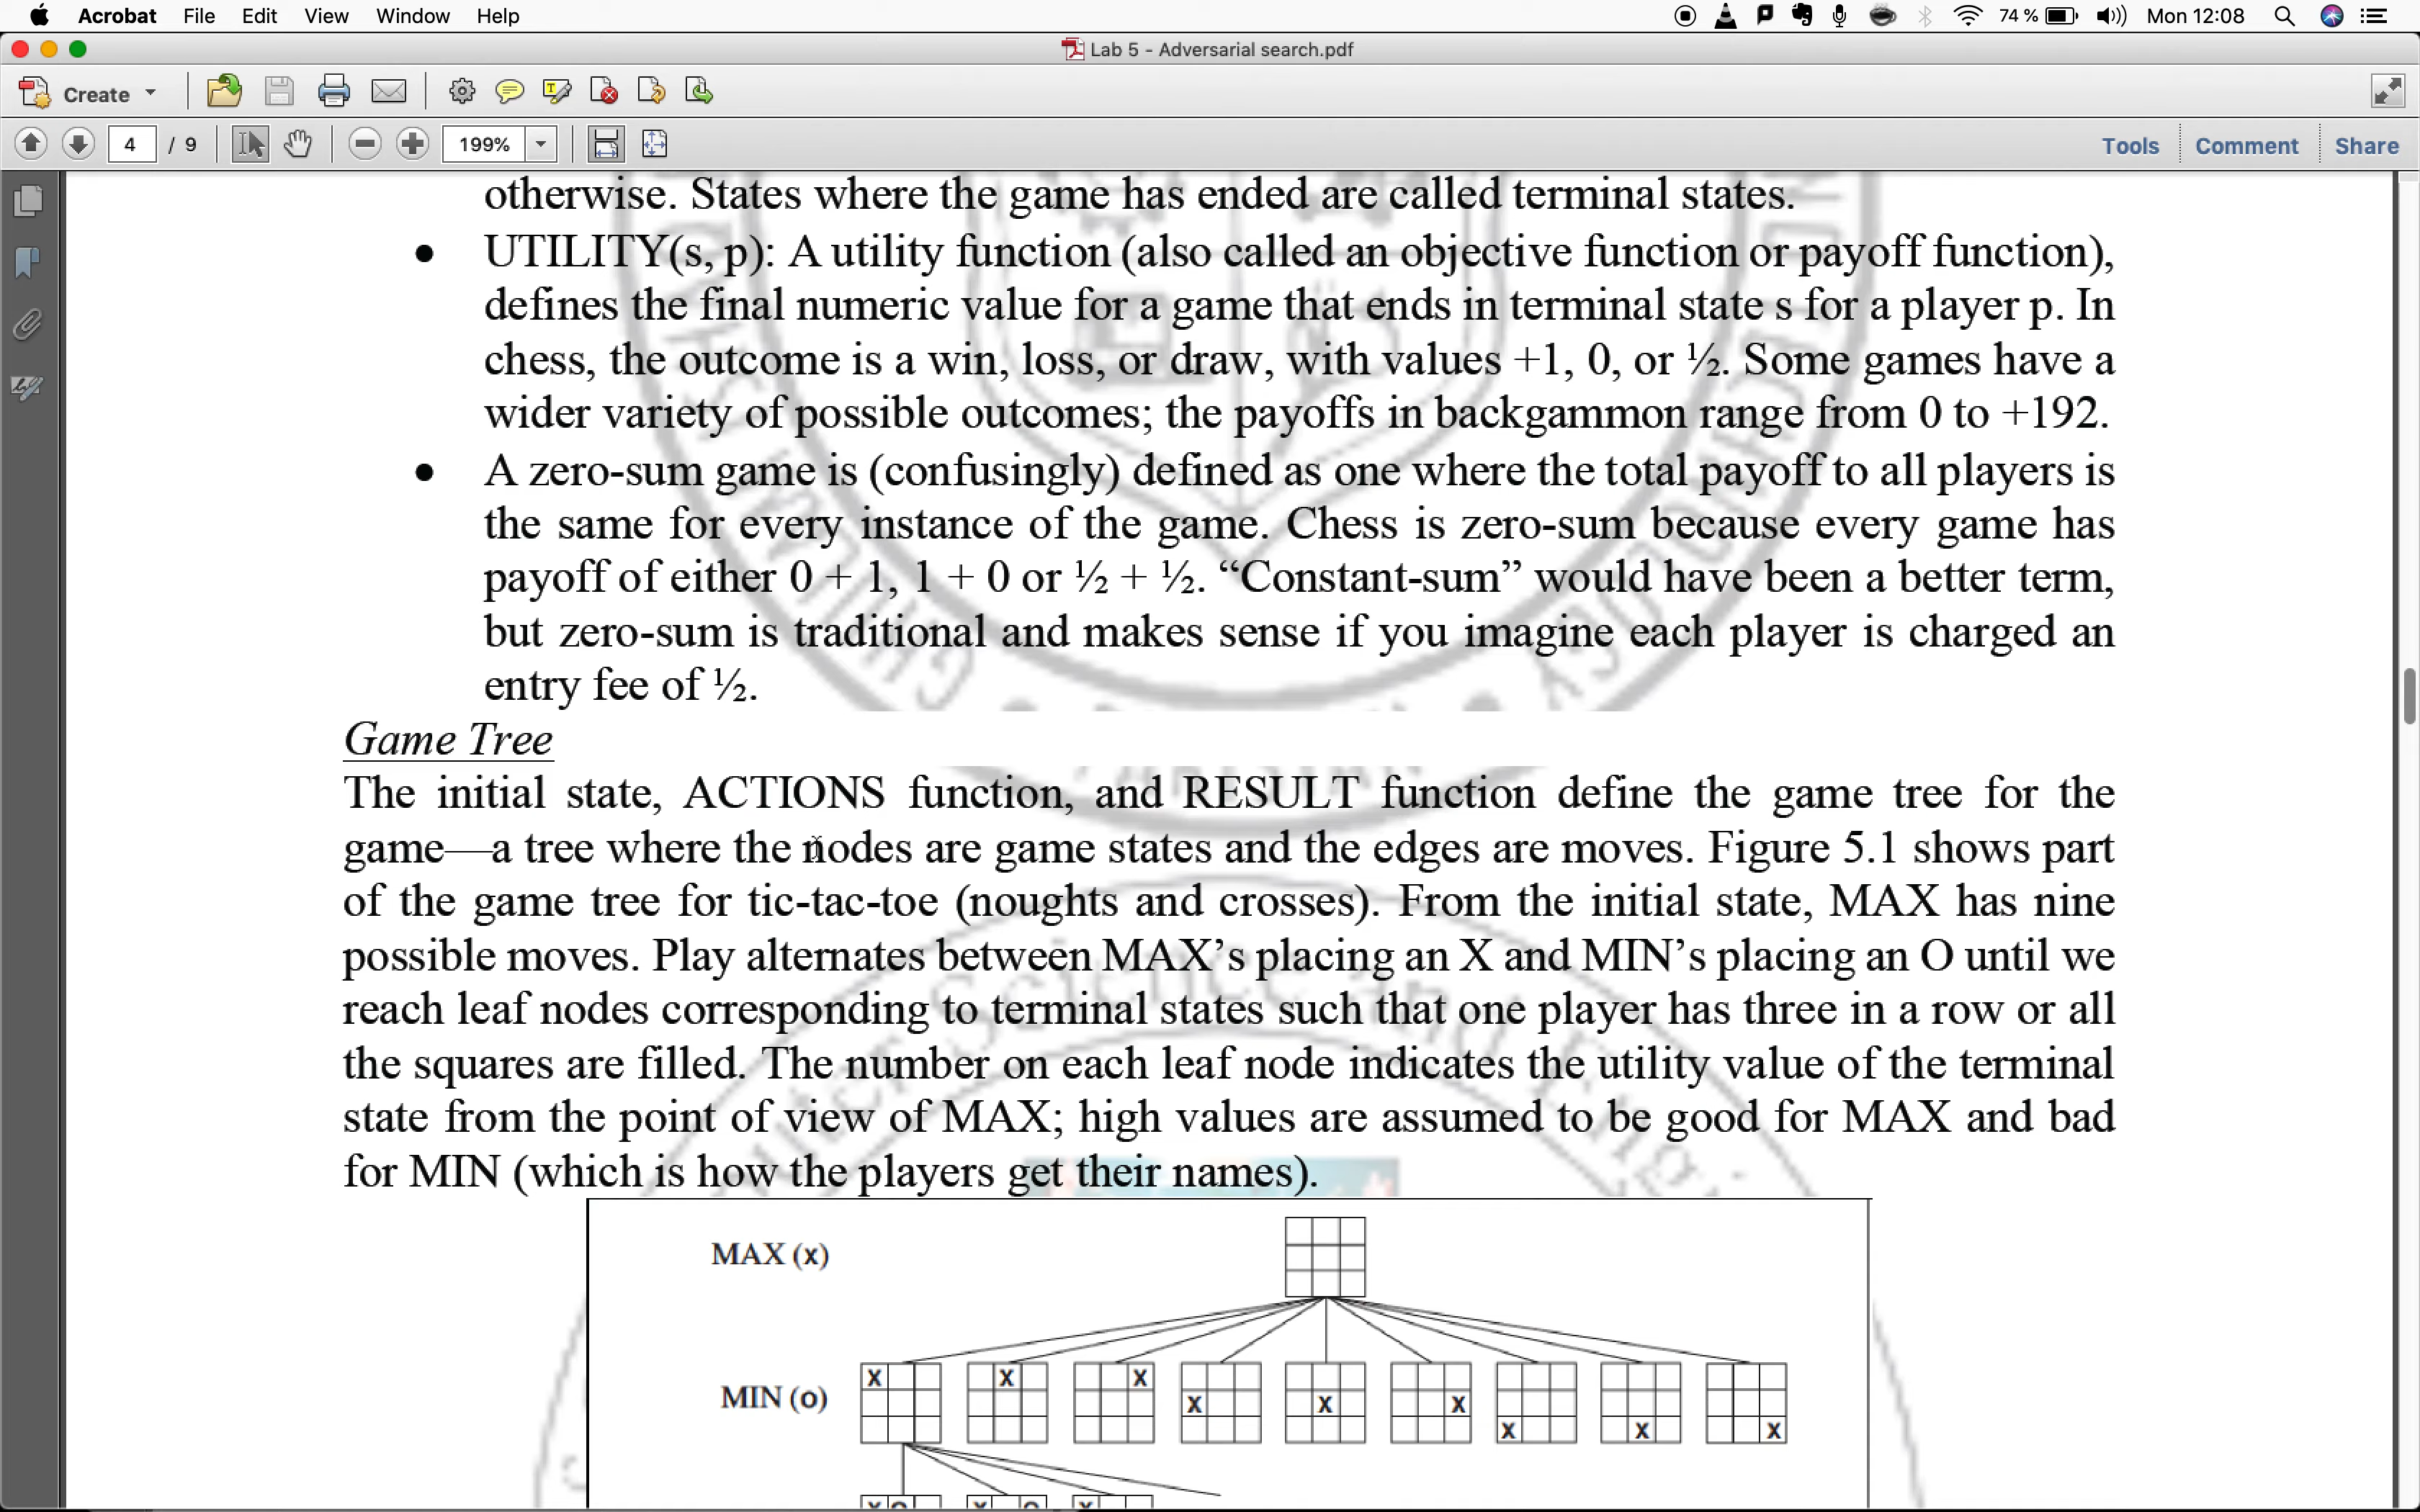 Acrobat File Edit View Window Help 74 % Mon 12:08
Lab 5 - Adversarial search.pdf
Create
4 / 9 199% Tools Comment Share
otherwise. States where the game has ended are called terminal states.
● UTILITY(s, p): A utility function (also called an objective function or payoff function),
defines the final numeric value for a game that ends in terminal state s for a player p. In
chess, the outcome is a win, loss, or draw, with values +1, 0, or ½. Some games have a
wider variety of possible outcomes; the payoffs in backgammon range from 0 to +192.
● A zero-sum game is (confusingly) defined as one where the total payoff to all players is
the same for every instance of the game. Chess is zero-sum because every game has
payoff of either 0 + 1, 1 + 0 or ½ + ½. “Constant-sum” would have been a better term,
but zero-sum is traditional and makes sense if you imagine each player is charged an
entry fee of ½.
Game Tree
The initial state, ACTIONS function, and RESULT function define the game tree for the
game—a tree where the nodes are game states and the edges are moves. Figure 5.1 shows part
of the game tree for tic-tac-toe (noughts and crosses). From the initial state, MAX has nine
possible moves. Play alternates between MAX’s placing an X and MIN’s placing an O until we
reach leaf nodes corresponding to terminal states such that one player has three in a row or all
the squares are filled. The number on each leaf node indicates the utility value of the terminal
state from the point of view of MAX; high values are assumed to be good for MAX and bad
for MIN (which is how the players get their names).
MAX (x)
MIN (o)
X X X X X X X X X